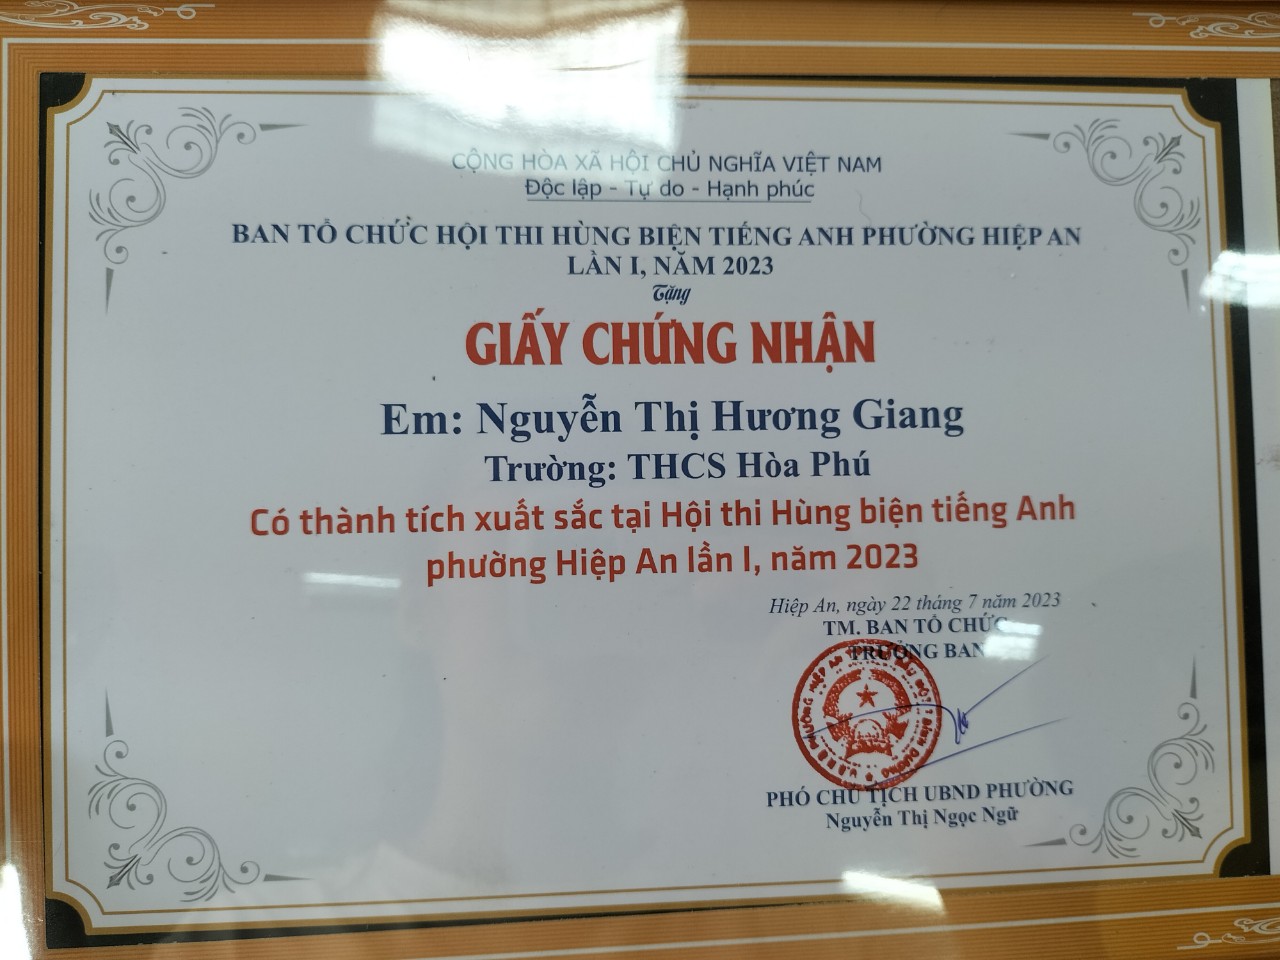 CỘNG HÒA XÃ HỘI CHỦ NGHĨA VIỆT NAM
Độc lập - Tự do - Hạnh phúc
BAN TỔ CHỨC HỘI THI HÙNG BIỆN TIẾNG ANH PHƯỜNG HIỆP AN
LẦN I, NĂM 2023
Tặng
GIẤY CHỨNG NHẬN
Em: Nguyễn Thị Hương Giang
Trường: THCS Hòa Phú
Có thành tích xuất sắc tại Hội thi Hùng biện tiếng Anh
phường Hiệp An lần I, năm 2023
Hiệp An, ngày 22 tháng 7 năm 2023
TM. BAN TỔ CHỨC
TRƯỞNG BAN
PHÓ CHỦ TỊCH UBND PHƯỜNG
Nguyễn Thị Ngọc Ngữ